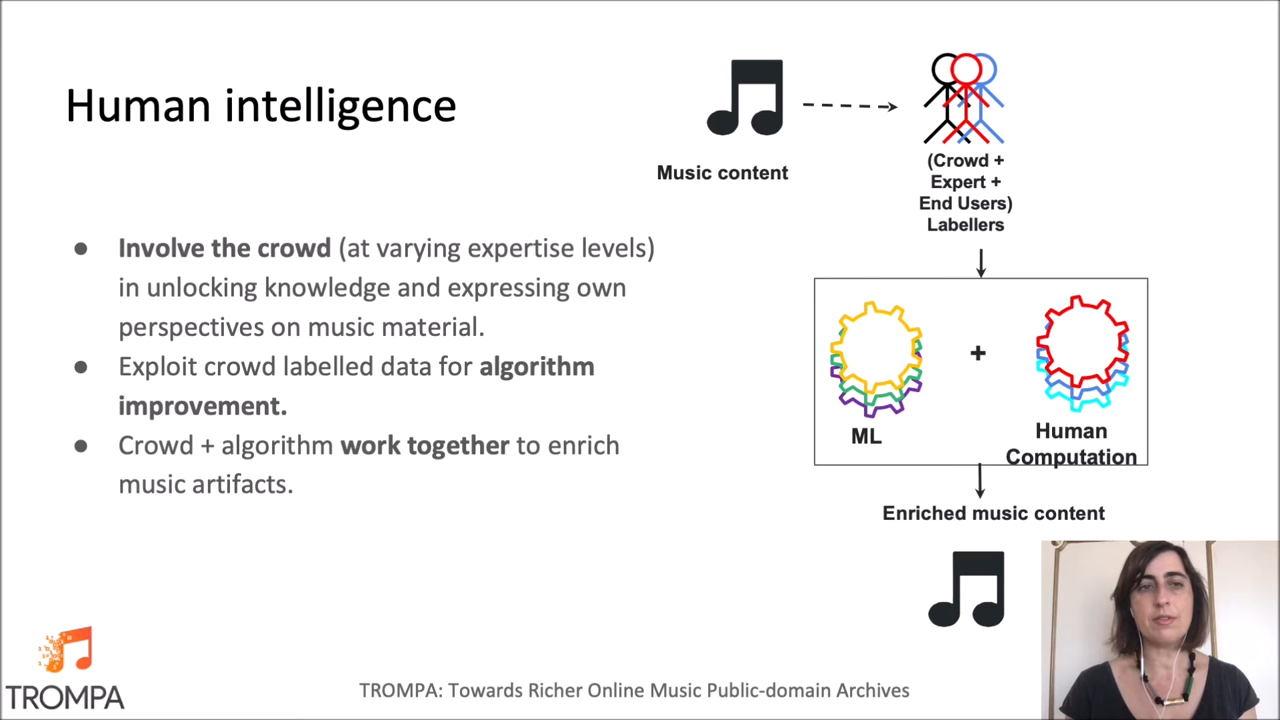 Human intelligence
● Involve the crowd (at varying expertise levels)
in unlocking knowledge and expressing own
perspectives on music material.
● Exploit crowd labelled data for algorithm
improvement.
● Crowd + algorithm work together to enrich
music artifacts.
Music content
(Crowd +
Expert +
End Users)
Labellers
+
ML
Human
Computation
Enriched music content
TROMPA
TROMPA: Towards Richer Online Music Public-domain Archives